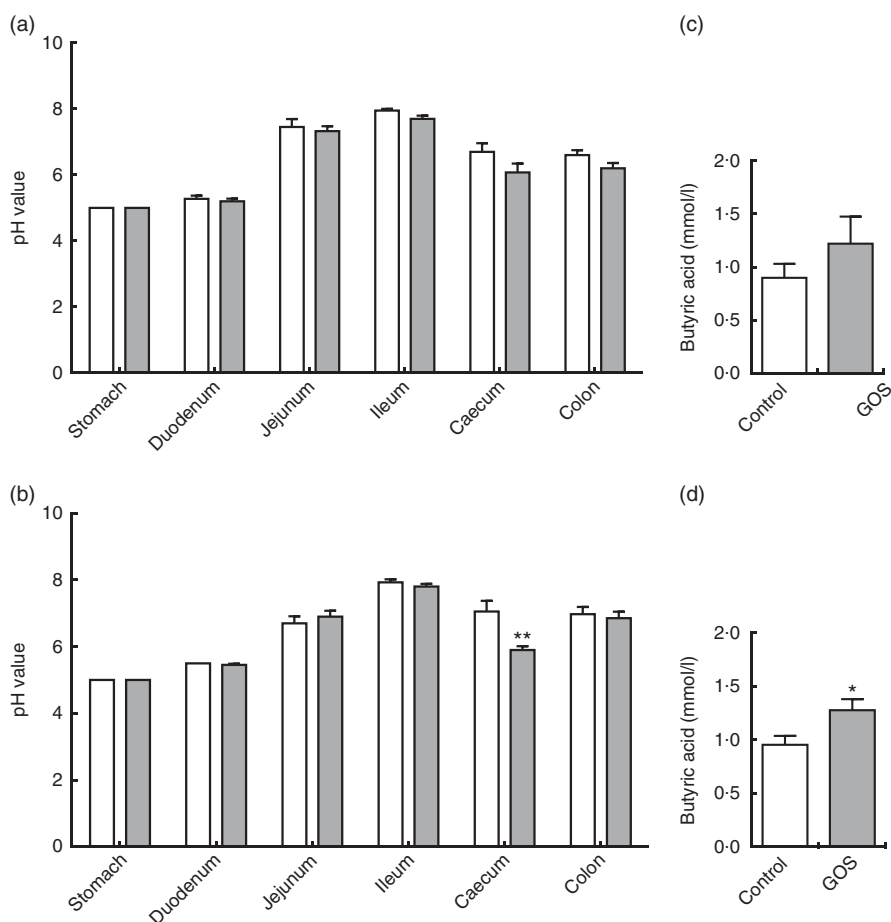 (a)
10
8
6
4
2
0
pH value
Stomach
Duodenum
Jejunum
Ileum
Caecum
Colon
(c)
2·0
1·5
1·0
0·5
0·0
Butyric acid (mmol/l)
Control
GOS
(b)
10
8
6
4
2
0
pH value
**
Stomach
Duodenum
Jejunum
Ileum
Caecum
Colon
(d)
2·0
1·5
1·0
0·5
0·0
Butyric acid (mmol/l)
*
Control
GOS